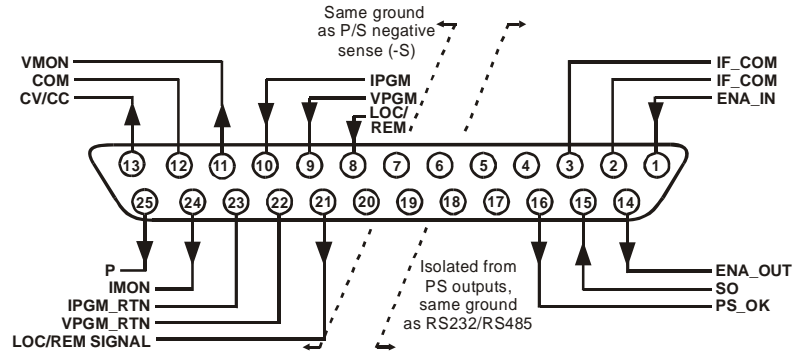 Same ground
as P/S negative
sense (-S)
VMON
COM
CV/CC
IPGM
VPGM
LOC/
REM
IF_COM
IF_COM
ENA_IN
13 12 11 10 9 8 7 6 5 4 3 2 1
25 24 23 22 21 20 19 18 17 16 15 14
P
IMON
IPGM_RTN
VPGM_RTN
LOC/REM SIGNAL
Isolated from
PS outputs,
same ground
as RS232/RS485
ENA_OUT
SO
PS_OK